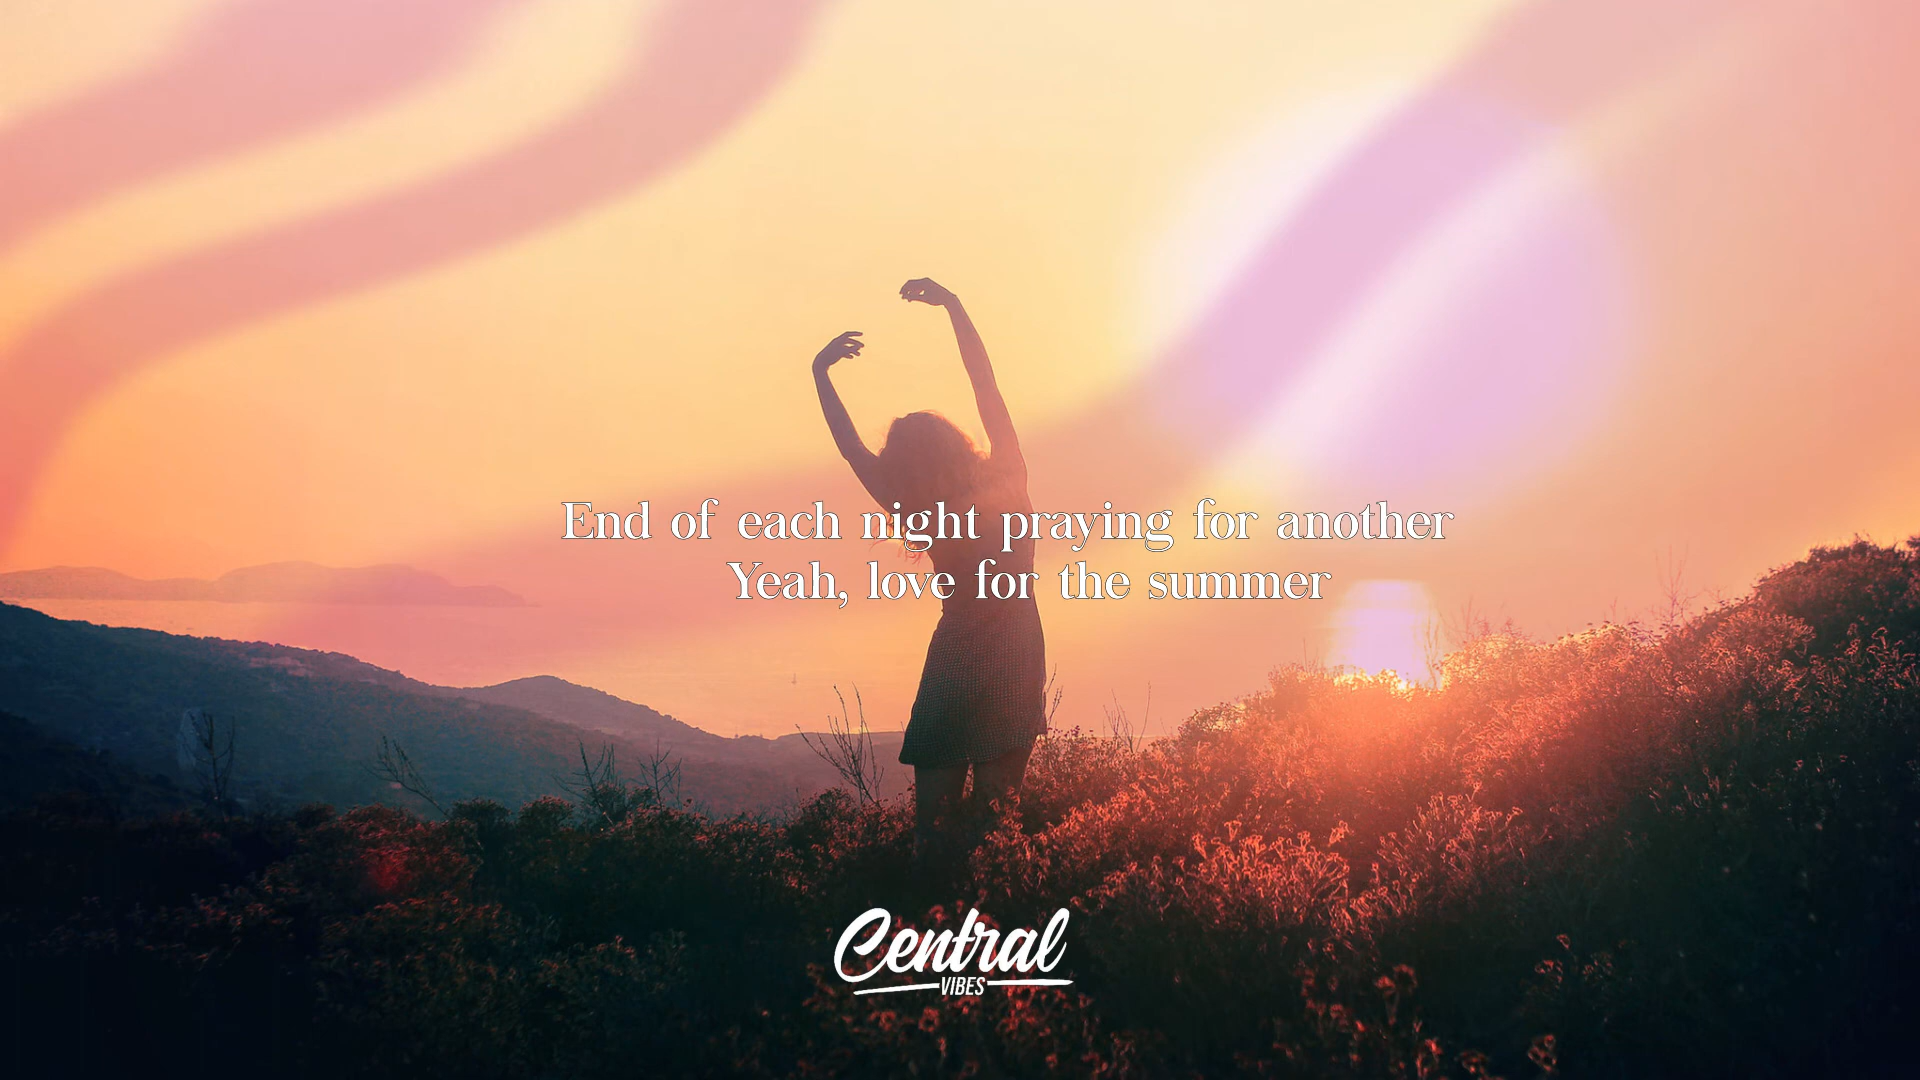 End of each night praying for another
Yeah, love for the summer
Central
VIBES